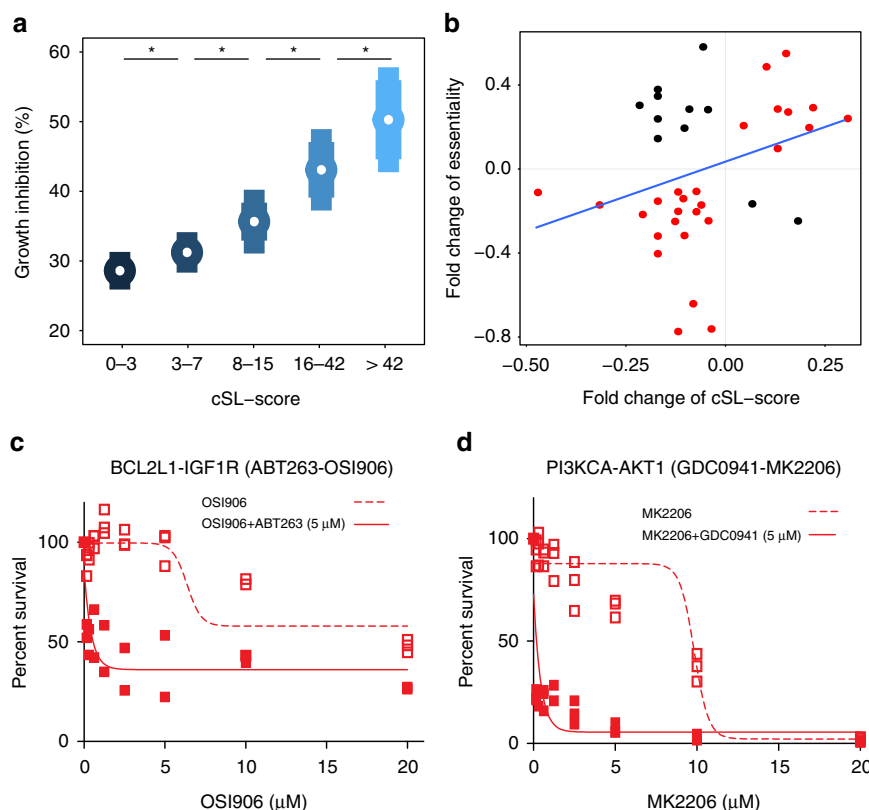 a
Growth inhibition (%)
60
50
40
30
20
* * * *
0–3 3–7 8–15 16–42 > 42
cSL–score
b
Fold change of essentiality
0.4
0.0
−0.4
−0.8
−0.50 −0.25 0.00 0.25
Fold change of cSL–score
c
BCL2L1-IGF1R (ABT263-OSI906)
OSI906
OSI906+ABT263 (5 μM)
Percent survival
100
50
0
0 5 10 15 20
OSI906 (μM)
d
PI3KCA-AKT1 (GDC0941-MK2206)
MK2206
MK2206+GDC0941 (5 μM)
Percent survival
100
50
0
0 5 10 15 20
MK2206 (μM)